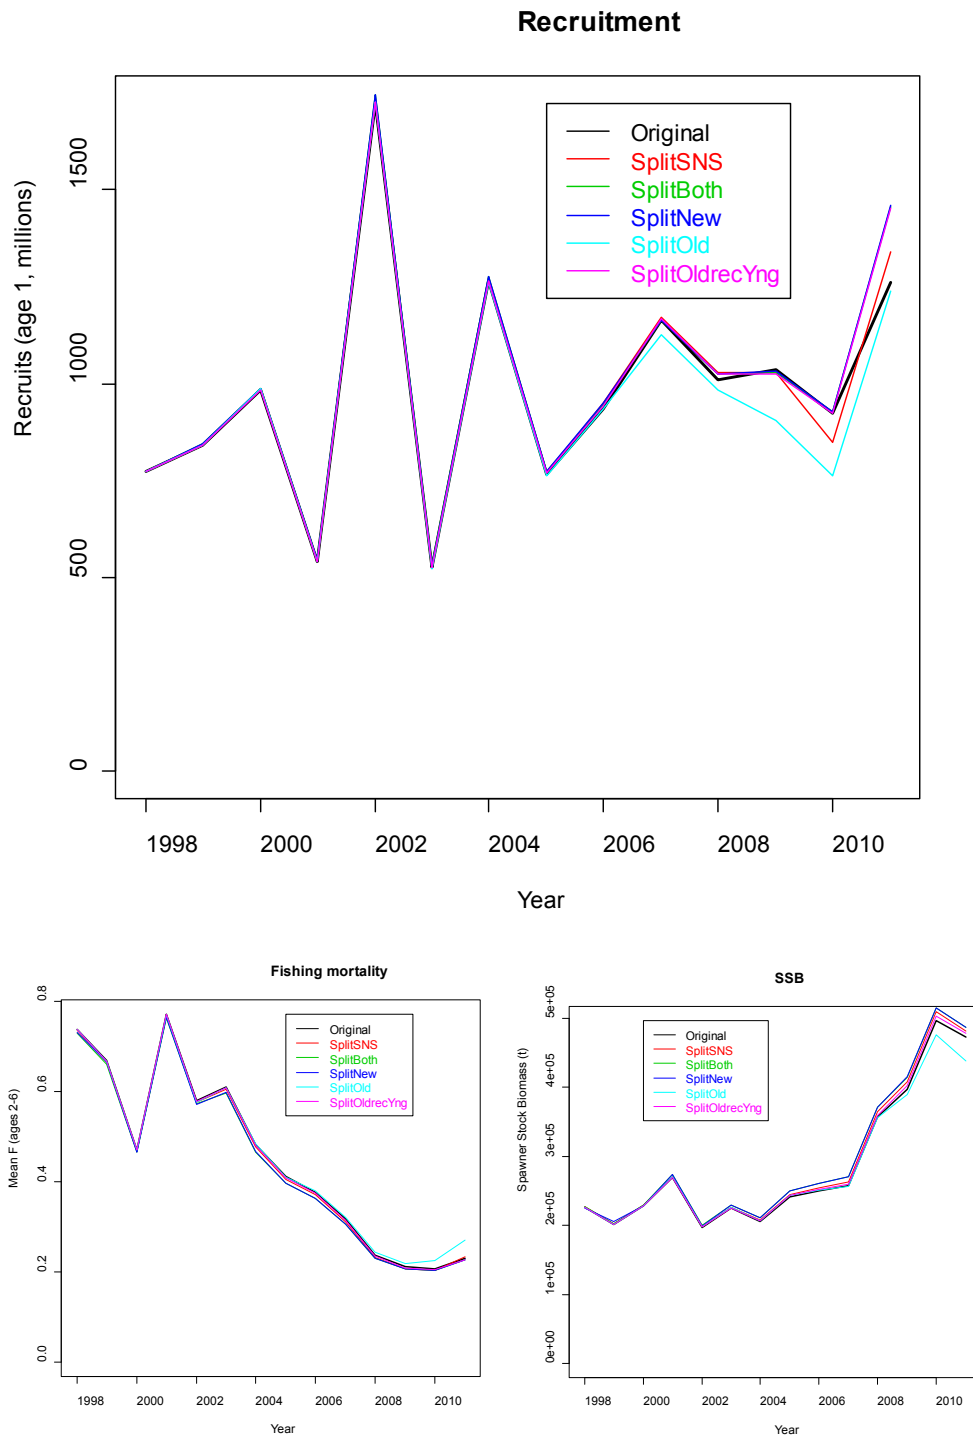 Recruitment
Recruits (age 1, millions)
1500
1000
500
0
Original
SplitSNS
SplitBoth
SplitNew
SplitOld
SplitOldrecYng
1998 2000 2002 2004 2006 2008 2010
Year
Fishing mortality
Mean F (ages 2-6)
0.8
0.6
0.4
0.2
0.0
Original
SplitSNS
SplitBoth
SplitNew
SplitOld
SplitOldrecYng
1998 2000 2002 2004 2006 2008 2010
Year
SSB
Spawner Stock Biomass (t)
5e+05
4e+05
3e+05
2e+05
1e+05
0e+00
Original
SplitSNS
SplitBoth
SplitNew
SplitOld
SplitOldrecYng
1998 2000 2002 2004 2006 2008 2010
Year